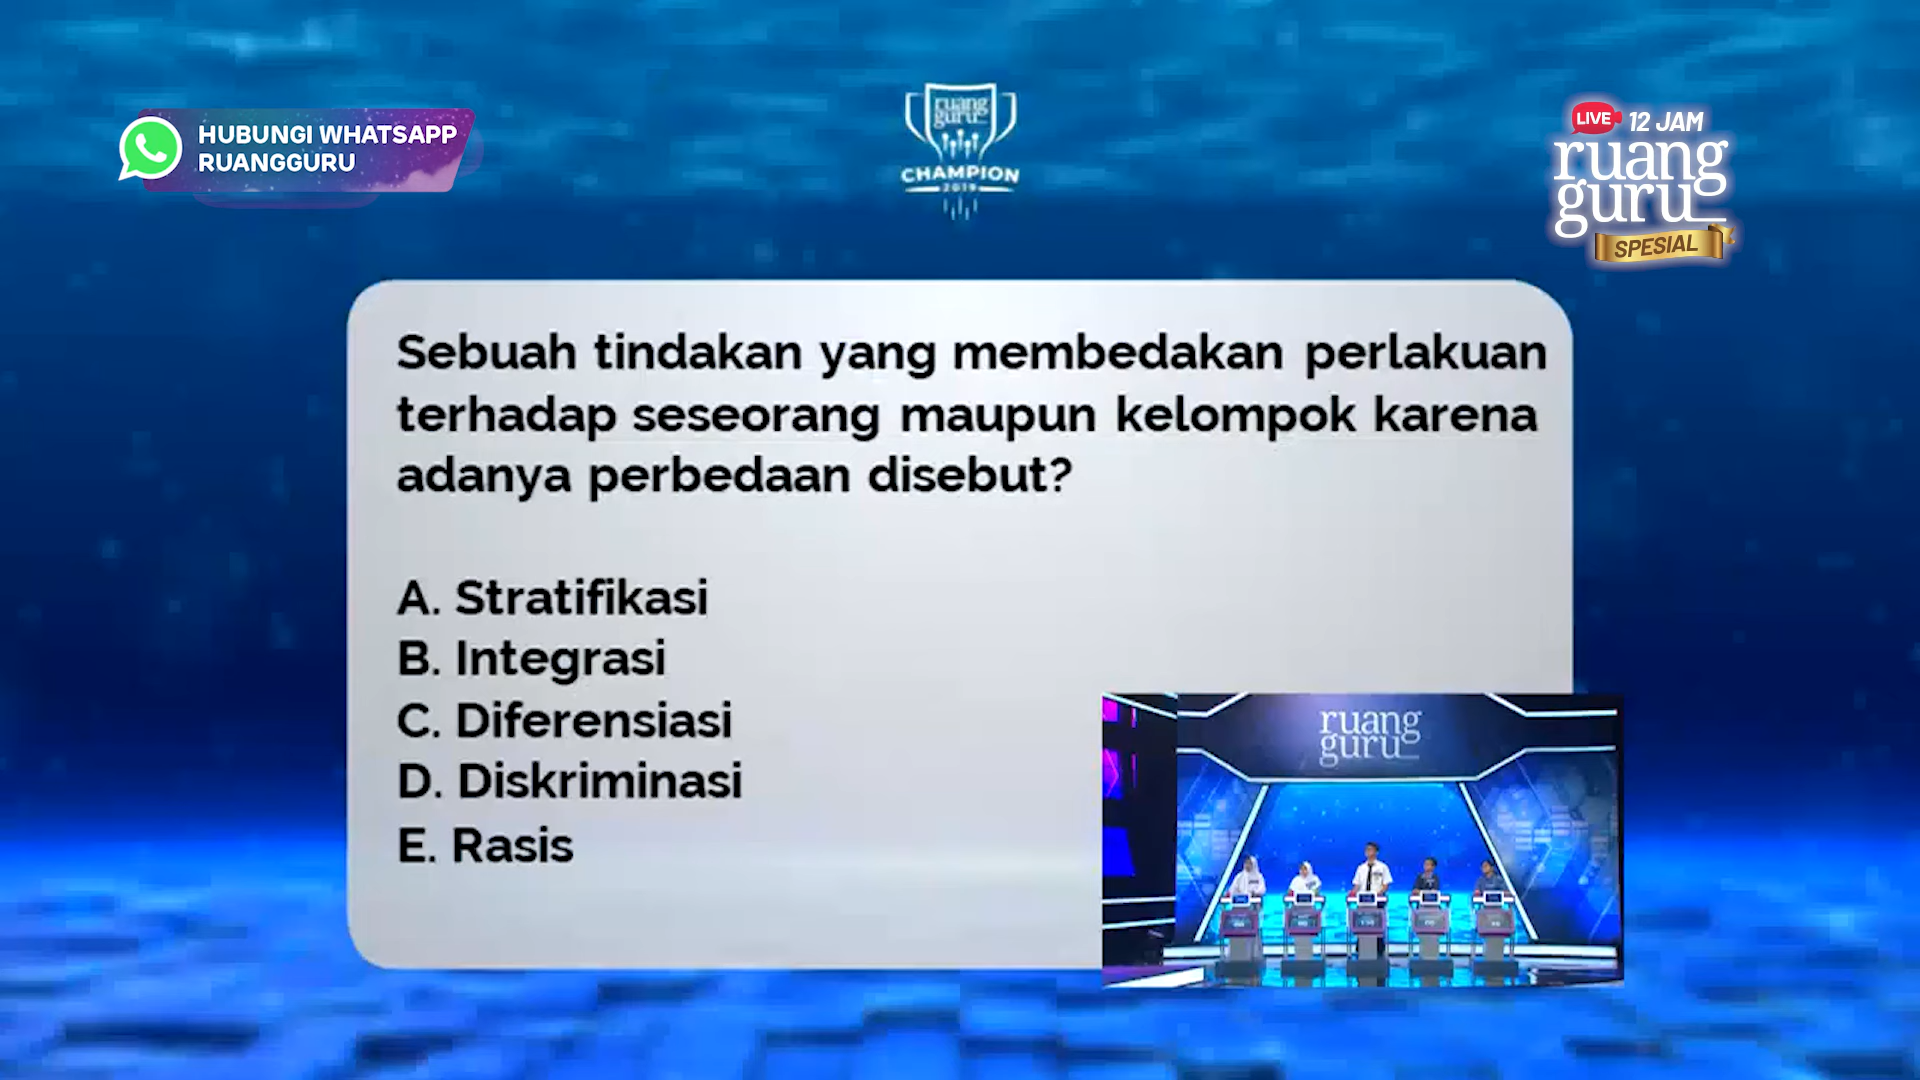 HUBUNGI WHATSAPP
RUANGGURU
ruang
guru
CHAMPION
2019
LIVE 12 JAM
ruang
guru
SPESIAL
Sebuah tindakan yang membedakan perlakuan
terhadap seseorang maupun kelompok karena
adanya perbedaan disebut?
A. Stratifikasi
B. Integrasi
C. Diferensiasi
D. Diskriminasi
E. Rasis
ruang
guru